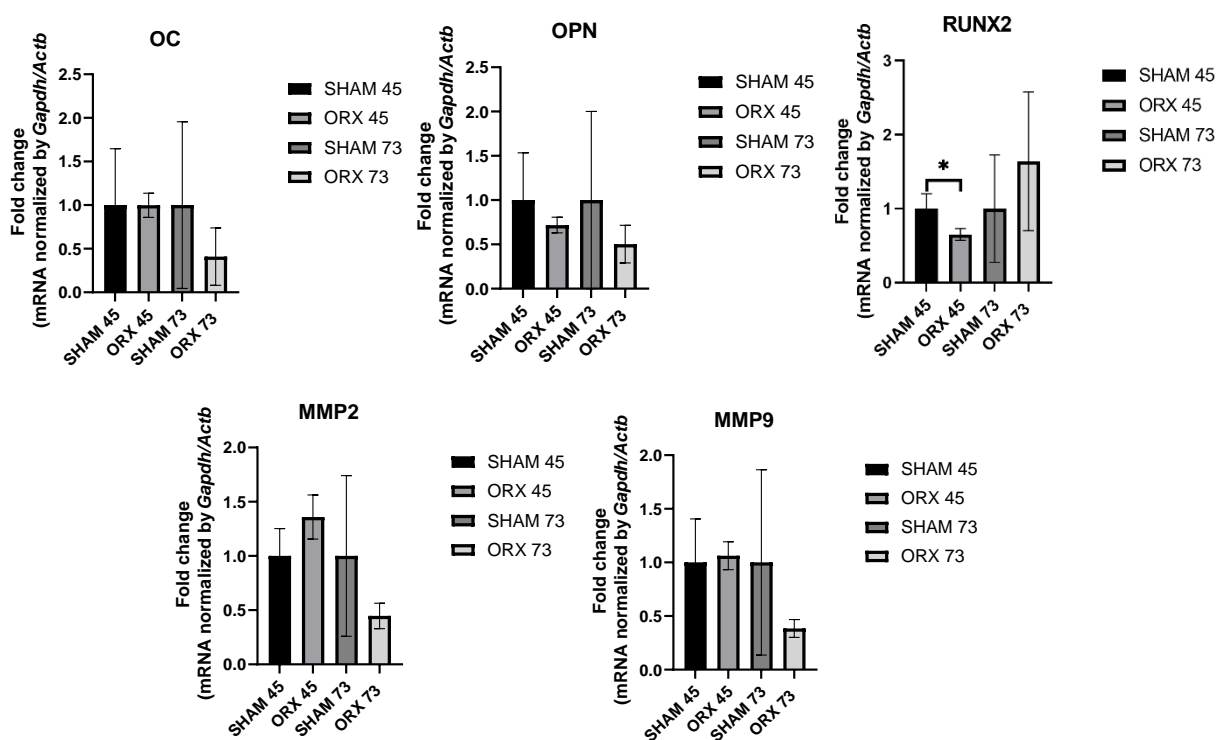 OC
Fold change
(mRNA normalized by Gapdh/Actb
2.5
2.0
1.5
1.0
0.5
0.0
SHAM 45
ORX 45
SHAM 73
ORX 73
SHAM 45
ORX 45
SHAM 73
ORX 73
OPN
Fold change
(mRNA normalized by Gapdh/Actb
2.5
2.0
1.5
1.0
0.5
0.0
SHAM 45
ORX 45
SHAM 73
ORX 73
SHAM 45
ORX 45
SHAM 73
ORX 73
RUNX2
Fold change
(mRNA normalized by Gapdh/Actb
3
2
1
0
*
SHAM 45
ORX 45
SHAM 73
ORX 73
SHAM 45
ORX 45
SHAM 73
ORX 73
MMP2
Fold change
(mRNA normalized by Gapdh/Actb
2.0
1.5
1.0
0.5
0.0
SHAM 45
ORX 45
SHAM 73
ORX 73
SHAM 45
ORX 45
SHAM 73
ORX 73
MMP9
Fold change
(mRNA normalized by Gapdh/Actb
2.0
1.5
1.0
0.5
0.0
SHAM 45
ORX 45
SHAM 73
ORX 73
SHAM 45
ORX 45
SHAM 73
ORX 73